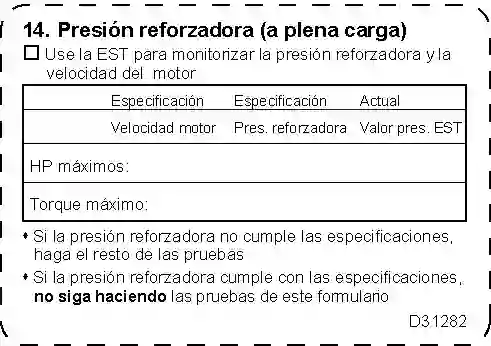 14. Presión reforzadora (a plena carga)
Use la EST para monitorizar la presión reforzadora y la
velocidad del motor
Especificación Especificación Actual
Velocidad motor Pres. reforzadora Valor pres. EST
HP máximos:
Torque máximo:
• Si la presión reforzadora no cumple las especificaciones,
haga el resto de las pruebas
• Si la presión reforzadora cumple con las especificaciones,
no siga haciendo las pruebas de este formulario
D31282